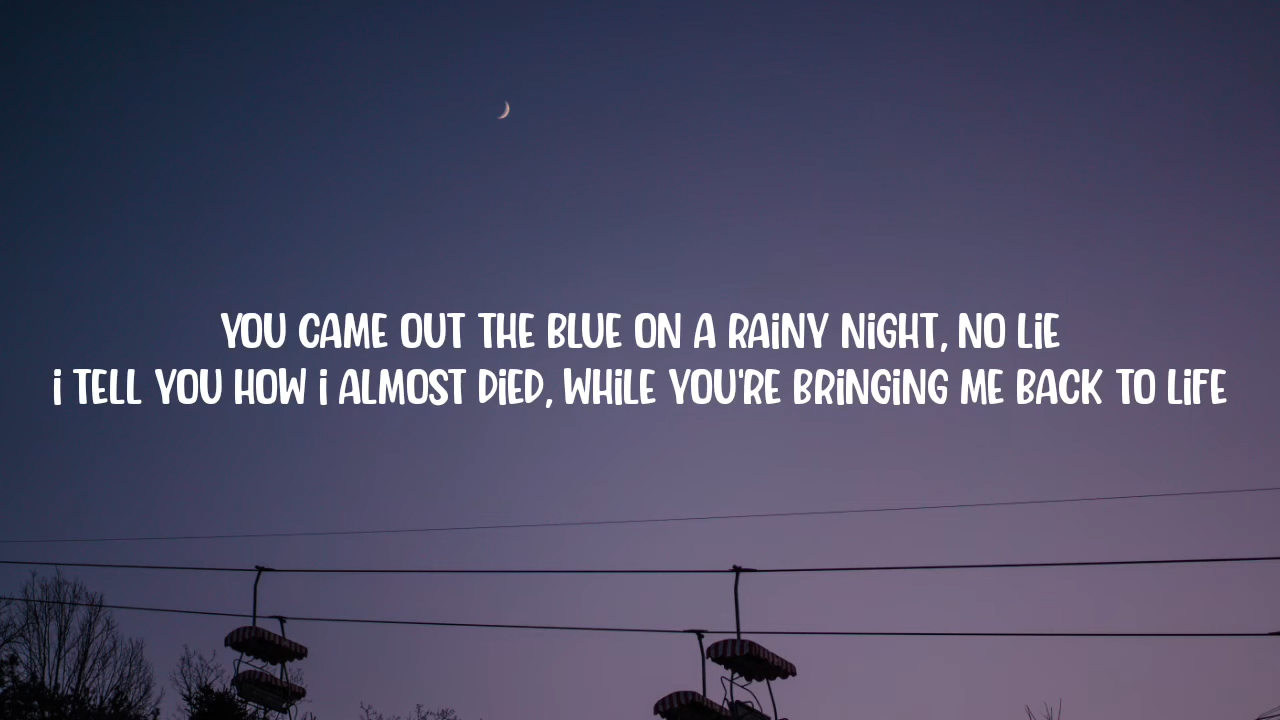 YOU CAME OUT THE BLUE ON A RAiNY NiGHT, NO LiE
i TELL YOU HOW i ALMOST DiED, WHiLE YOU'RE BRiNGiNG ME BACK TO LiFE